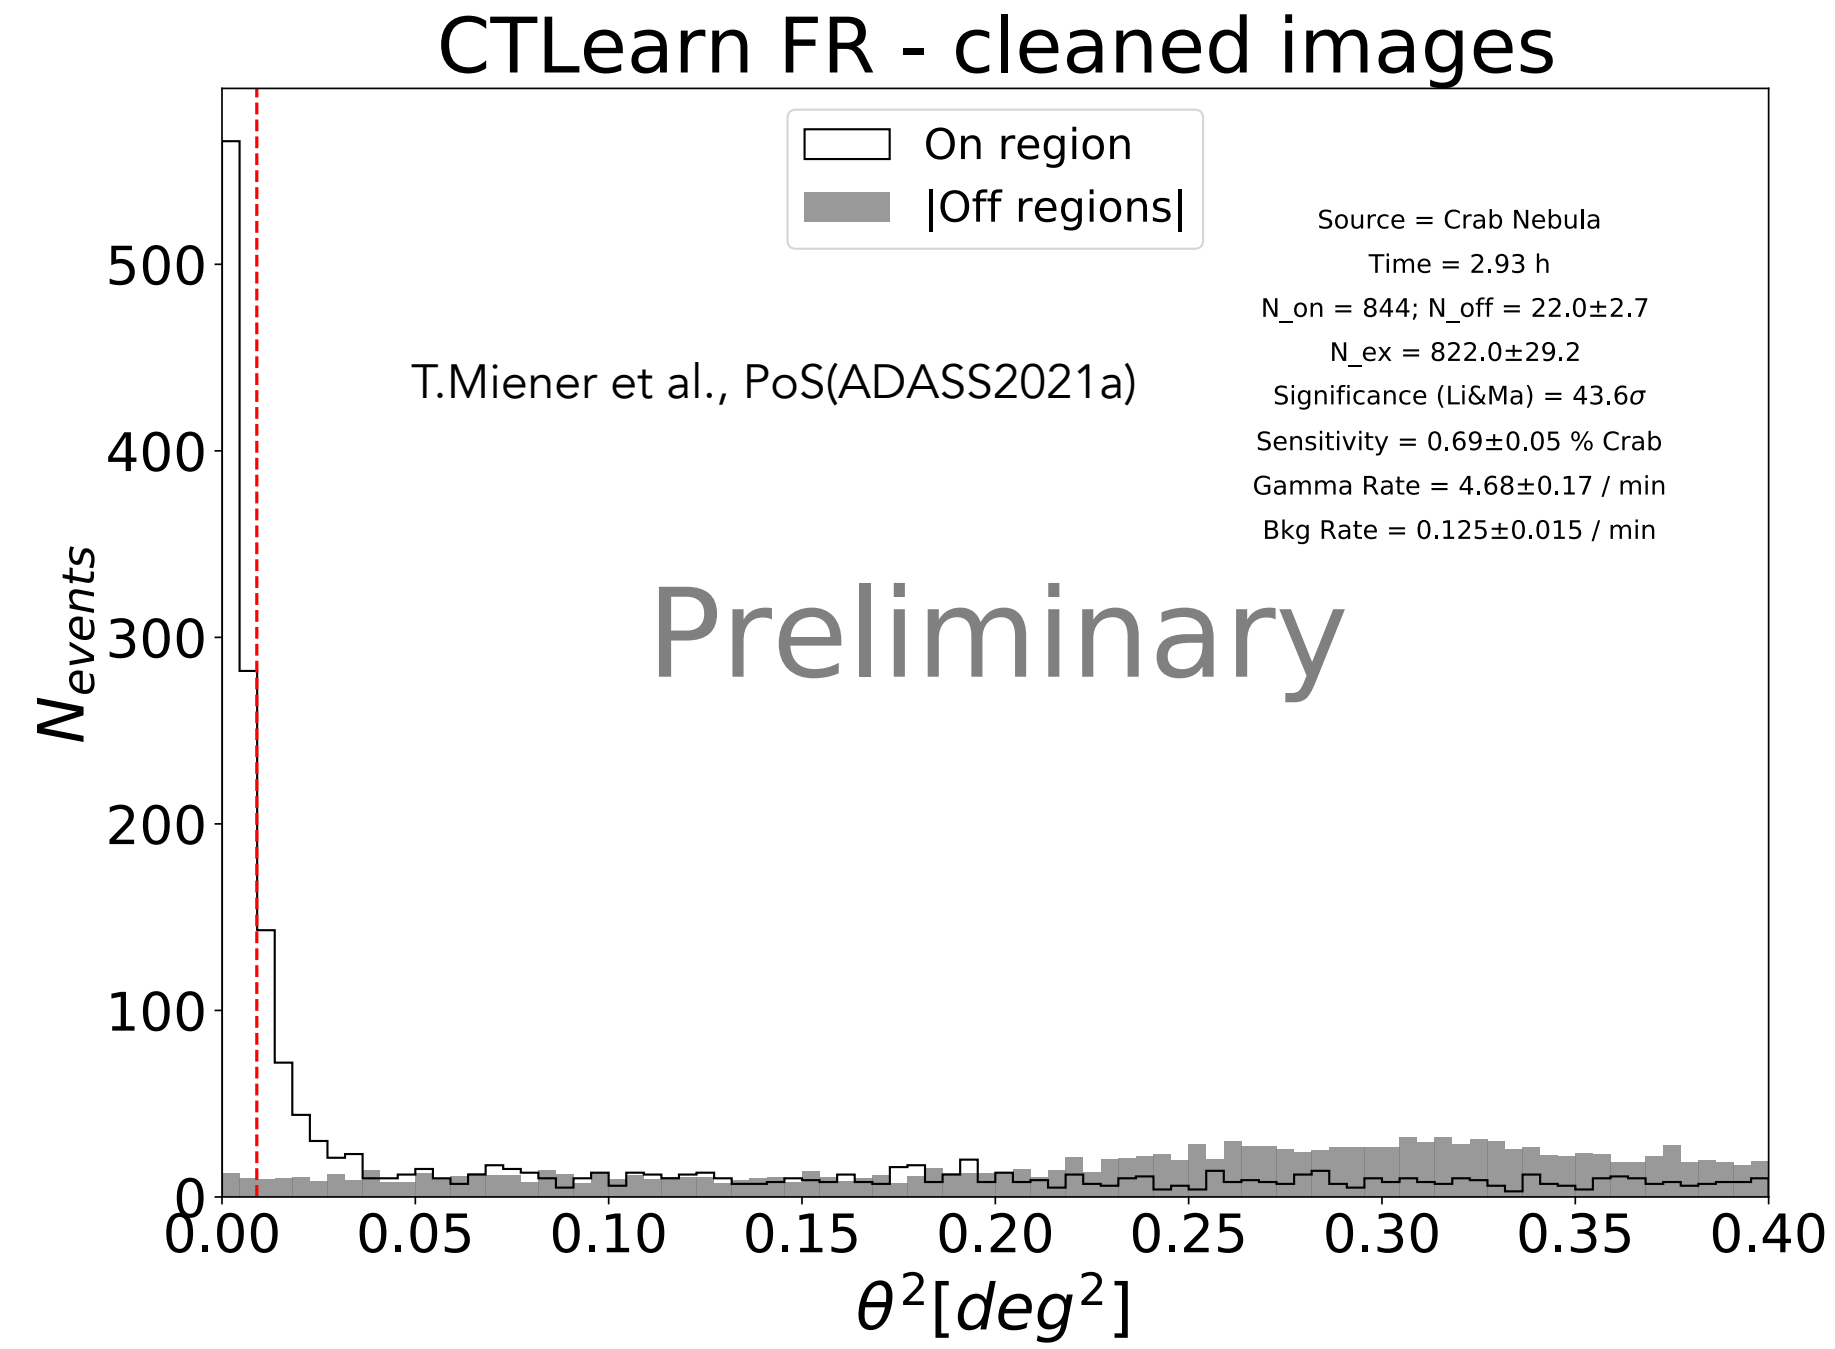 CTLearn FR - cleaned images
On region
|Off regions|
Source = Crab Nebula
Time = 2.93 h
N_on = 844; N_off = 22.0±2.7
N_ex = 822.0±29.2
Significance (Li&Ma) = 43.6σ
Sensitivity = 0.69±0.05 % Crab
Gamma Rate = 4.68±0.17 / min
Bkg Rate = 0.125±0.015 / min
T.Miener et al., PoS(ADASS2021a)
Preliminary
N_events
500
400
300
200
100
0
0.00 0.05 0.10 0.15 0.20 0.25 0.30 0.35 0.40
θ²[deg²]